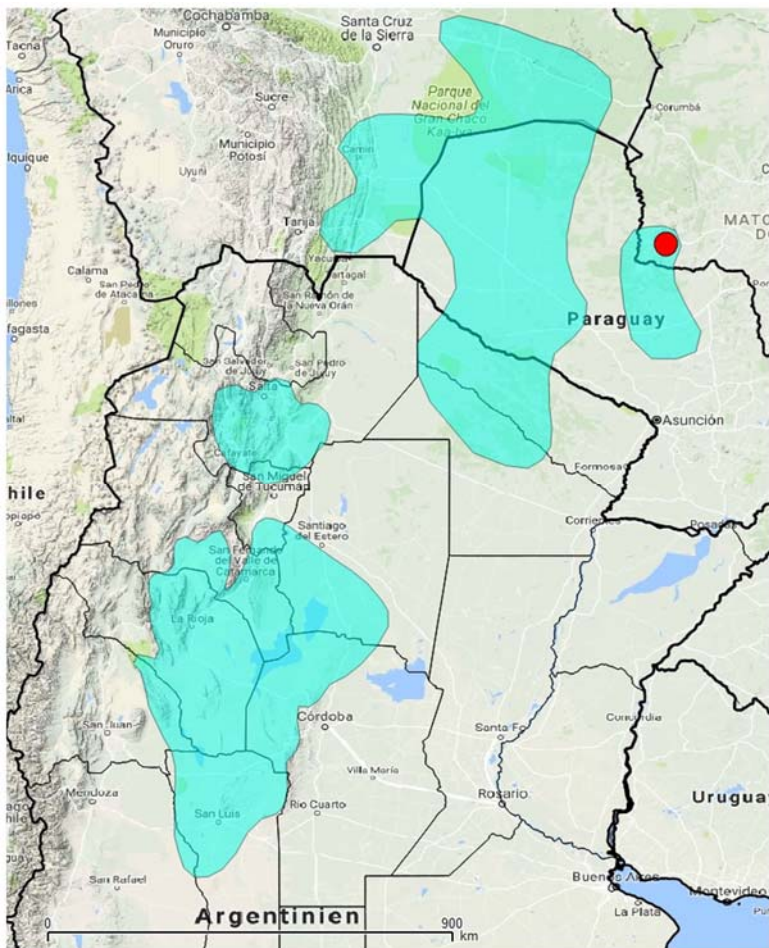 Cochabamba
Municipio
Oruro
Santa Cruz
de la Sierra
Tacna
Arica
Sucre
Parque
Nacional del
Gran Chaco
Corumbá
Municipio
Potosí
Camiri
Iquique
Uyuni
MATO
Tarija
Yacuiba
Calama
San Pedro
de Atacama
Tartagal
San Ramón de
la Nueva Orán
Paraguay
San Salvador
de Jujuy
San Pedro
de Jujuy
Salta
Asunción
Cafayate
San Miguel
de Tucumán
Formosa
hile
Santiago
del Estero
Corrientes
Posadas
San Fernando
del Valle de
Catamarca
La Rioja
San Juan
Córdoba
Santa Fe
Concordia
Villa María
Mendoza
San Luis
Río Cuarto
Rosario
Uruguay
San Rafael
Buenos Aires
La Plata
Montevideo
Argentinien
0
900
km